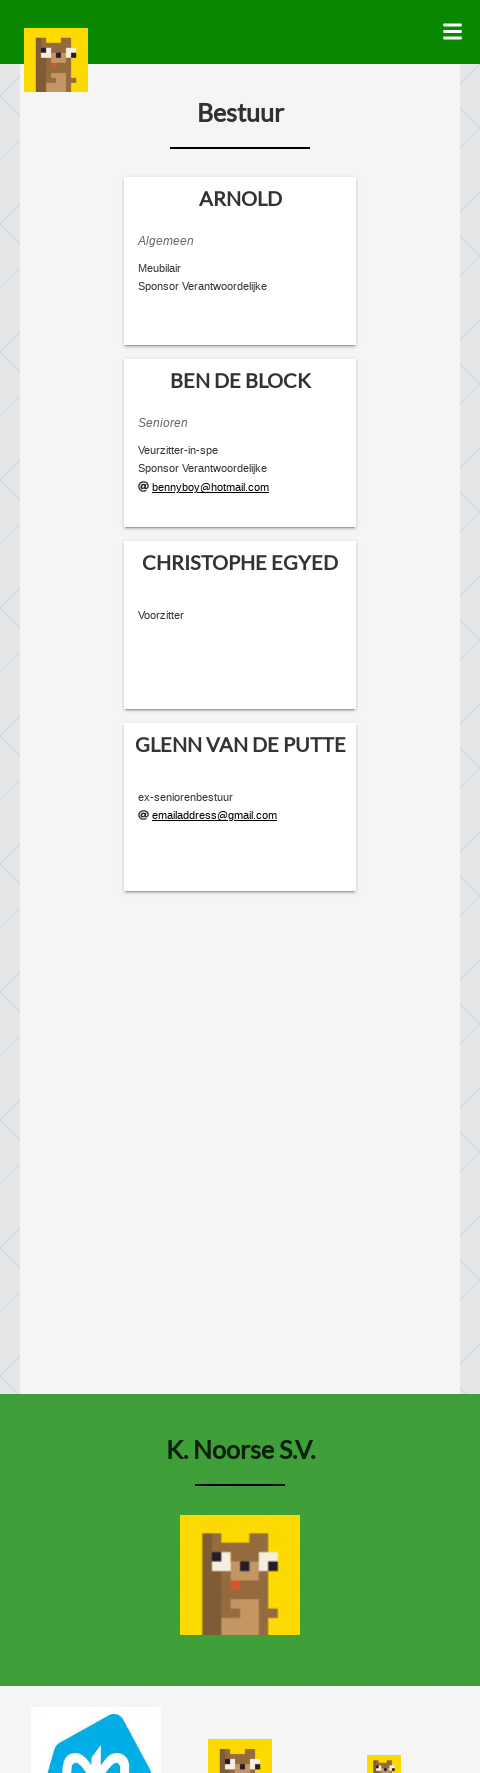 Bestuur
ARNOLD
Algemeen
Meubilair
Sponsor Verantwoordelijke
BEN DE BLOCK
Senioren
Veurzitter-in-spe
Sponsor Verantwoordelijke
@ bennyboy@hotmail.com
CHRISTOPHE EGYED
Voorzitter
GLENN VAN DE PUTTE
ex-seniorenbestuur
@ emailaddress@gmail.com
K. Noorse S.V.